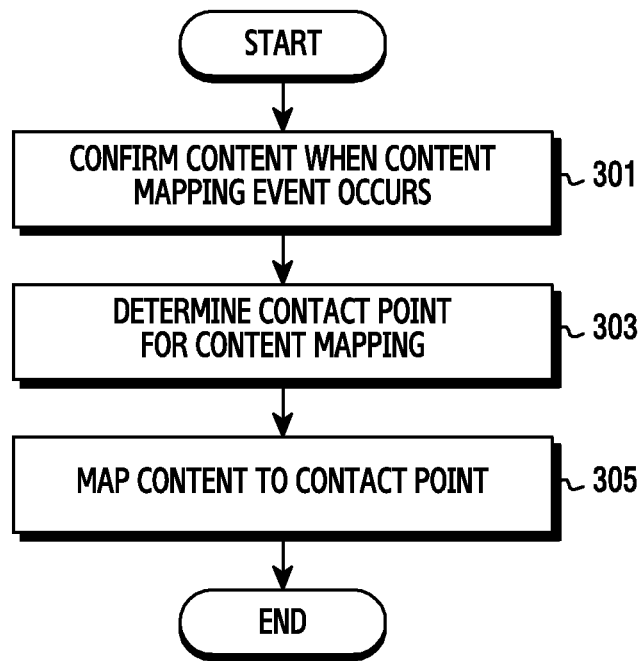 START
CONFIRM CONTENT WHEN CONTENT
MAPPING EVENT OCCURS
301
DETERMINE CONTACT POINT
FOR CONTENT MAPPING
303
MAP CONTENT TO CONTACT POINT
305
END